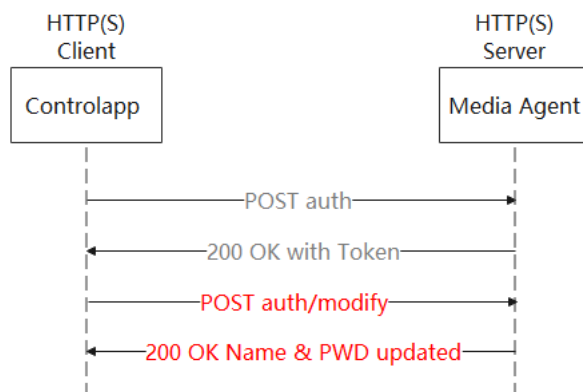 HTTP(S)
Client
HTTP(S)
Server
Controlapp
Media Agent
POST auth
200 OK with Token
POST auth/modify
200 OK Name & PWD updated